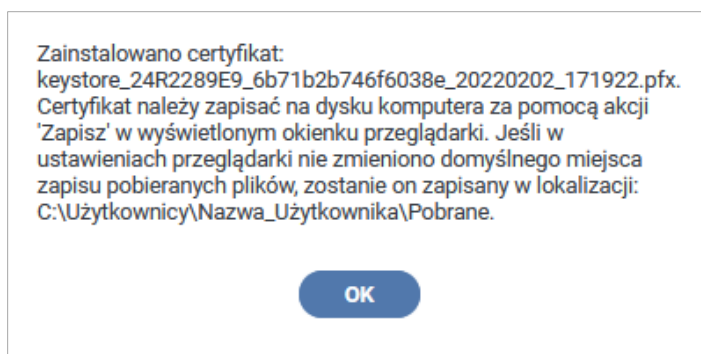 Zainstalowano certyfikat:
keystore_24R2289E9_6b71b2b746f6038e_20220202_171922.pfx.
Certyfikat należy zapisać na dysku komputera za pomocą akcji
'Zapisz' w wyświetlonym okienku przeglądarki. Jeśli w
ustawieniach przeglądarki nie zmieniono domyślnego miejsca
zapisu pobieranych plików, zostanie on zapisany w lokalizacji:
C:\Użytkownicy\Nazwa_Użytkownika\Pobrane.
OK